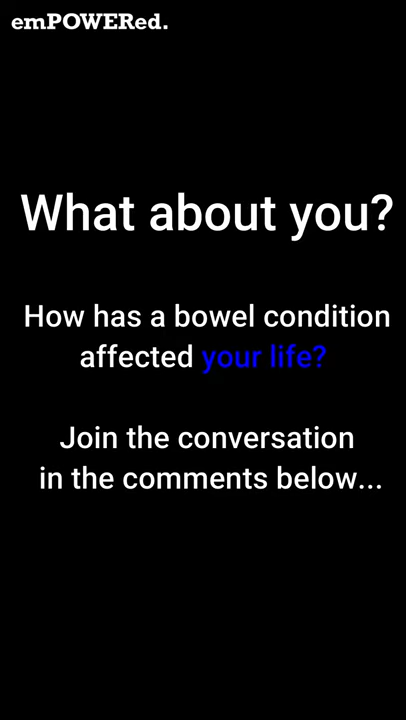 emPOWERed.
What about you?
How has a bowel condition
affected your life?
Join the conversation
in the comments below...